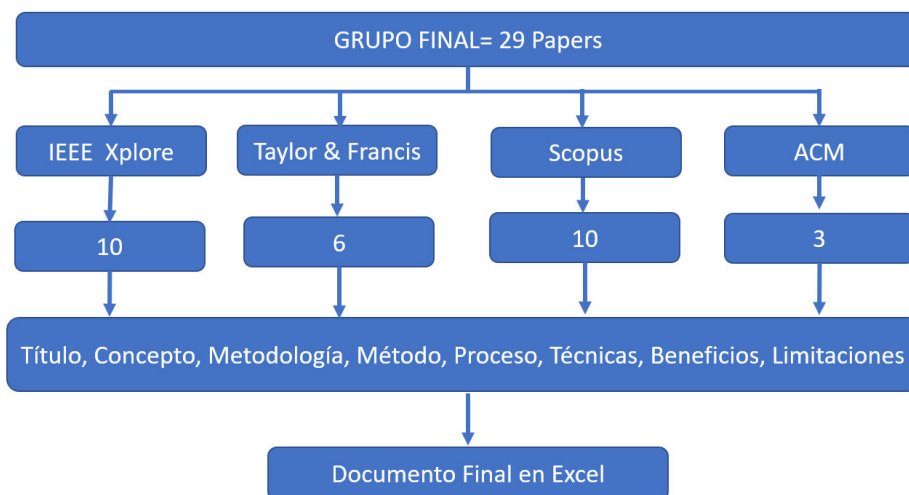 GRUPO FINAL= 29 Papers
IEEE Xplore
Taylor & Francis
Scopus
ACM
10
6
10
3
Título, Concepto, Metodología, Método, Proceso, Técnicas, Beneficios, Limitaciones
Documento Final en Excel